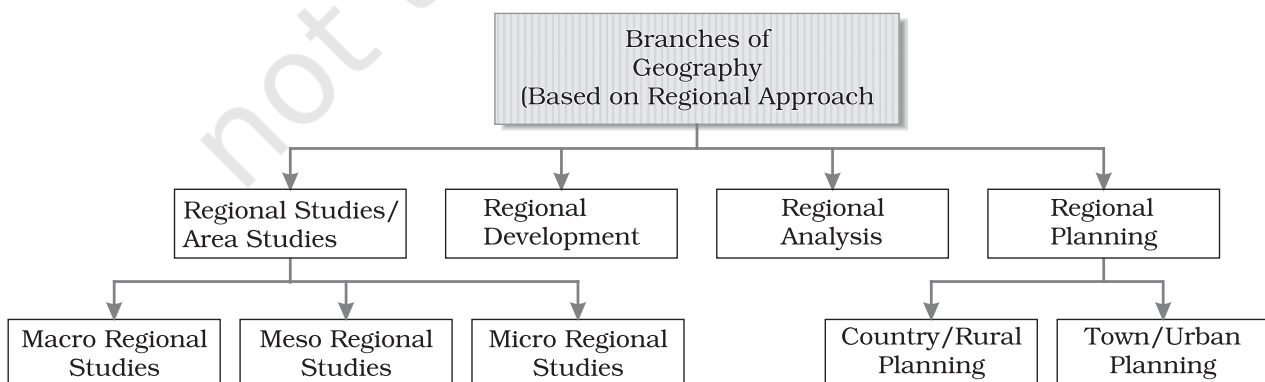 not
Branches of
Geography
(Based on Regional Approach
Regional Studies/
Area Studies
Regional
Development
Regional
Analysis
Regional
Planning
Macro Regional
Studies
Meso Regional
Studies
Micro Regional
Studies
Country/Rural
Planning
Town/Urban
Planning